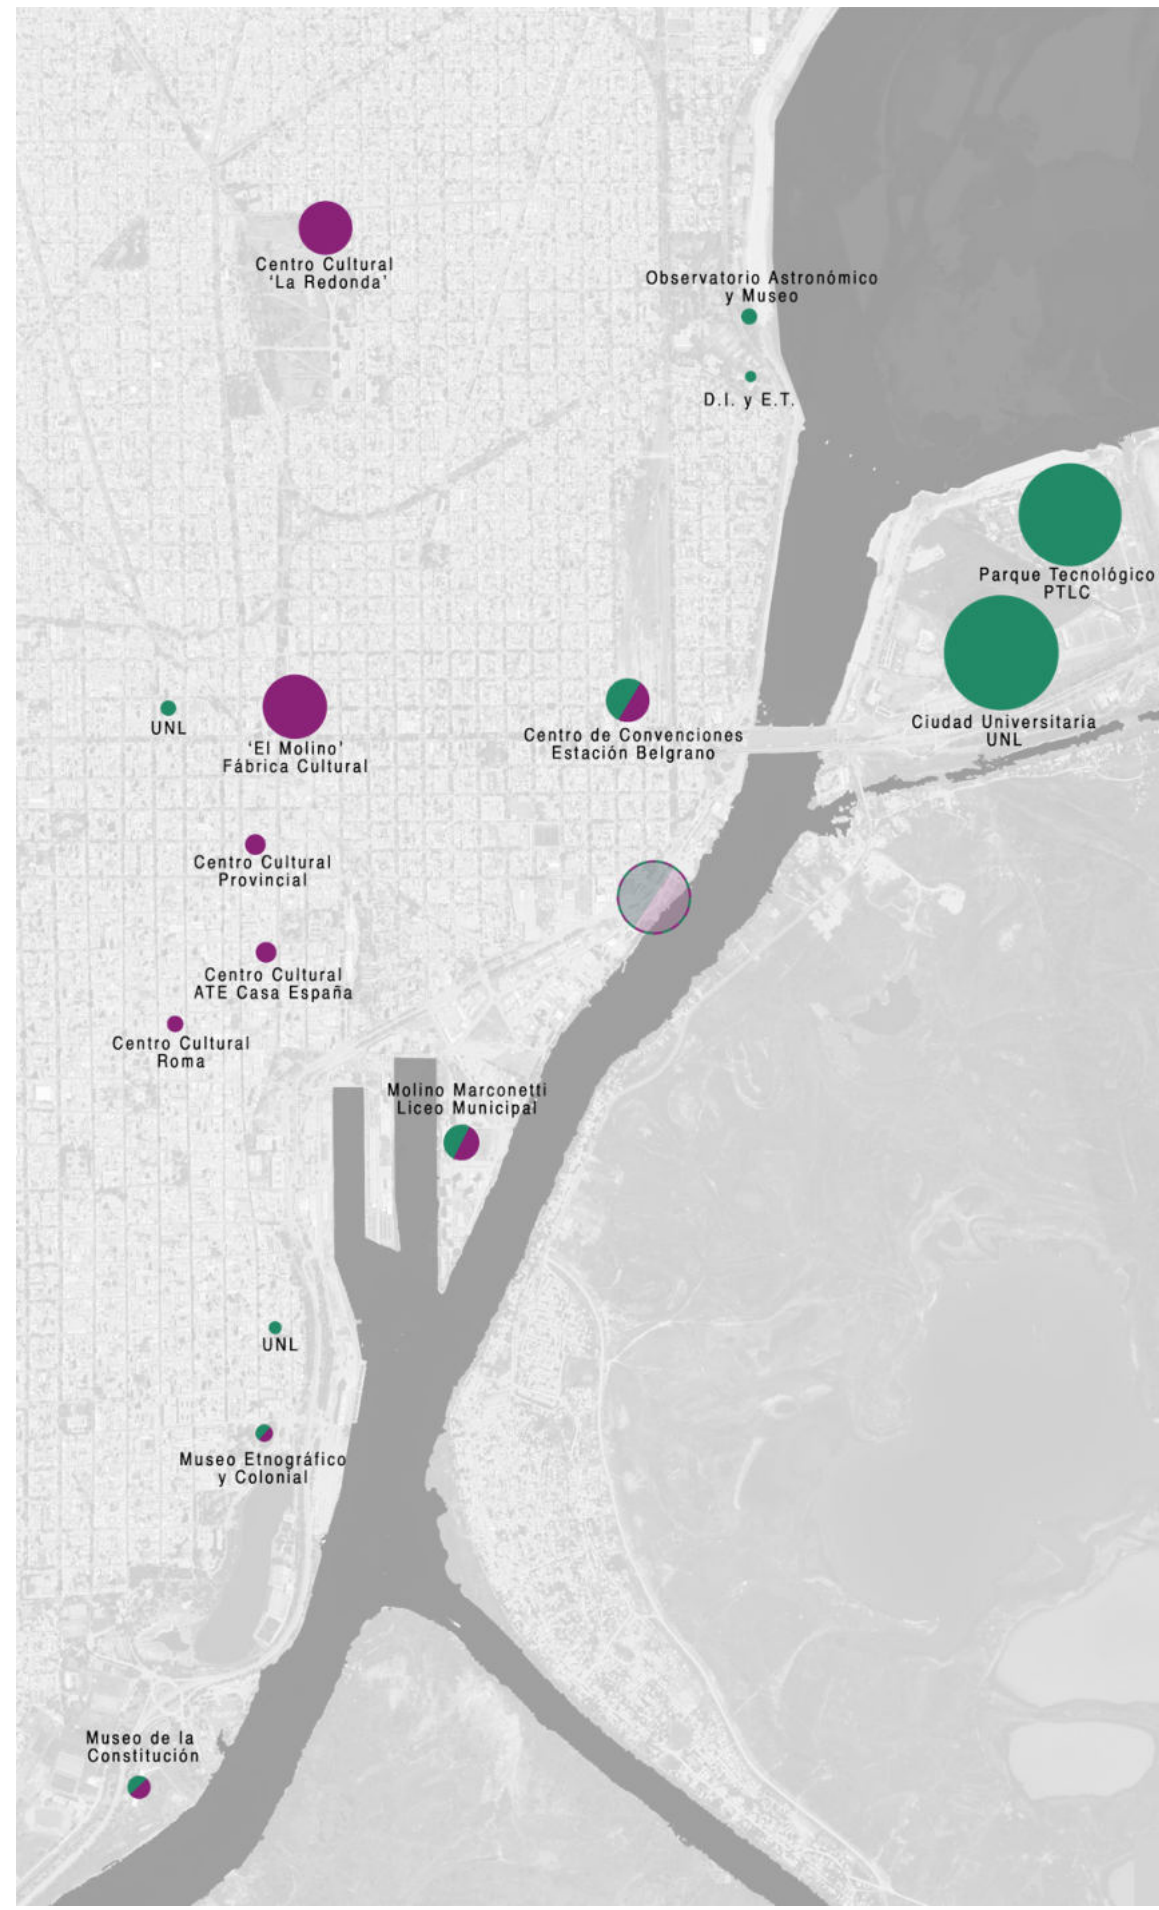 Centro Cultural
‘La Redonda’
Observatorio Astronómico
y Museo
D.I. y E.T.
Parque Tecnológico
PTLC
Ciudad Universitaria
UNL
UNL
‘El Molino’
Fábrica Cultural
Centro de Convenciones
Estación Belgrano
Centro Cultural
Provincial
Centro Cultural
ATE Casa España
Centro Cultural
Roma
Molino Marconetti
Liceo Municipal
UNL
Museo Etnográfico
y Colonial
Museo de la
Constitución